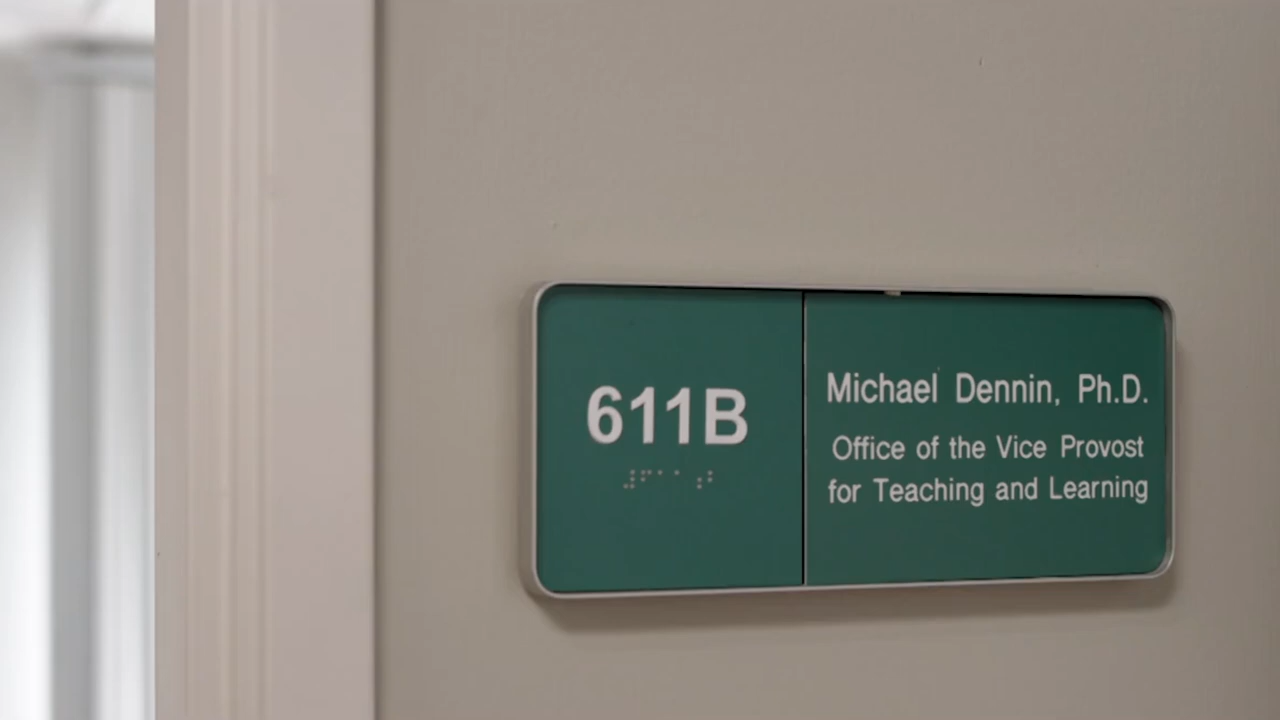 611B
Michael Dennin, Ph.D.
Office of the Vice Provost
for Teaching and Learning